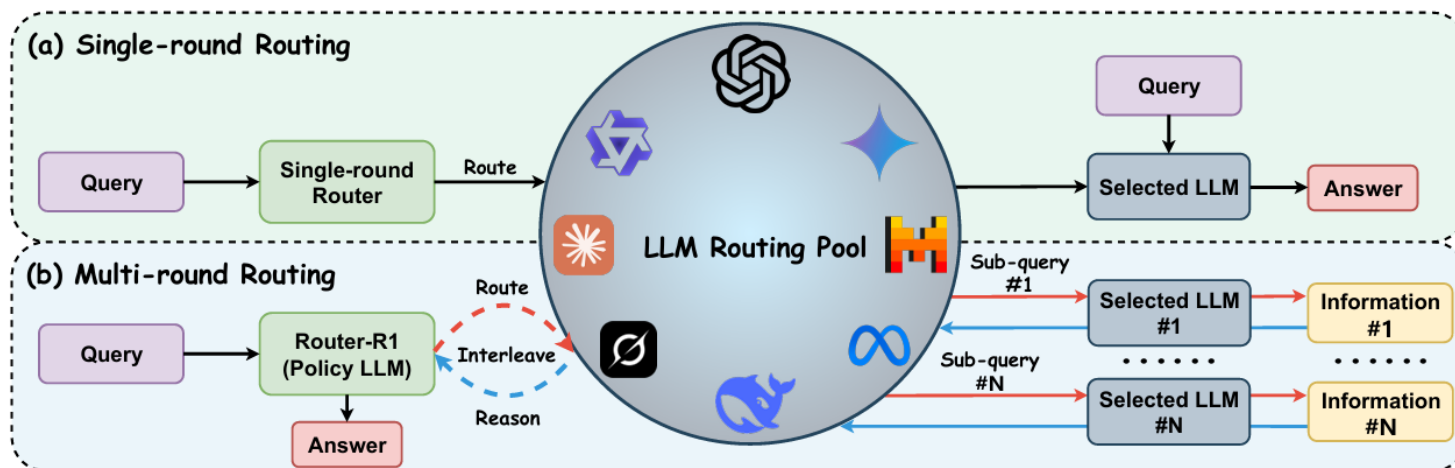 (a) Single-round Routing
Query
Single-round
Router
Route
LLM Routing Pool
Query
Selected LLM
Answer
(b) Multi-round Routing
Query
Router-R1
(Policy LLM)
Answer
Route
Interleave
Reason
Sub-query
#1
Selected LLM
#1
Information
#1
......
......
Sub-query
#N
Selected LLM
#N
Information
#N